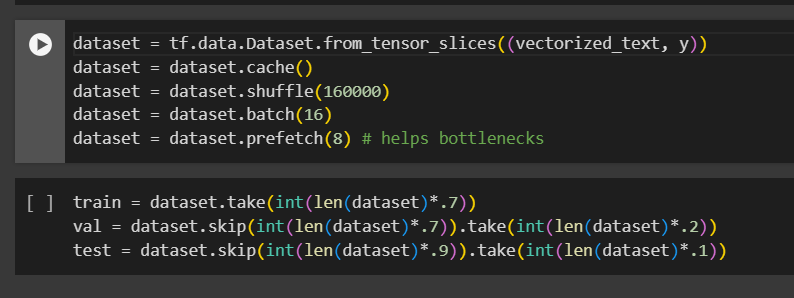 dataset = tf.data.Dataset.from_tensor_slices((vectorized_text, y))
dataset = dataset.cache()
dataset = dataset.shuffle(160000)
dataset = dataset.batch(16)
dataset = dataset.prefetch(8) # helps bottlenecks
[ ] train = dataset.take(int(len(dataset)*.7))
val = dataset.skip(int(len(dataset)*.7)).take(int(len(dataset)*.2))
test = dataset.skip(int(len(dataset)*.9)).take(int(len(dataset)*.1))